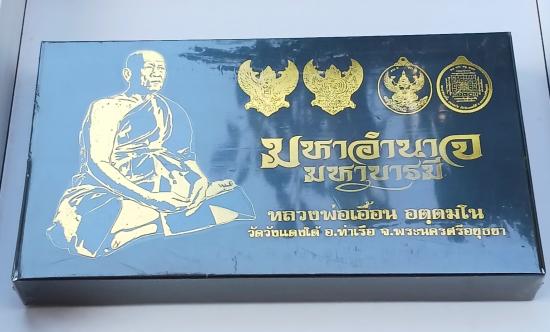 มหาอำนาจ
มหาบารมี
หลวงพ่อเอื้อน อตฺตมโน
วัดวังแดงใต้ อ.ท่าเรือ จ.พระนครศรีอยุธยา